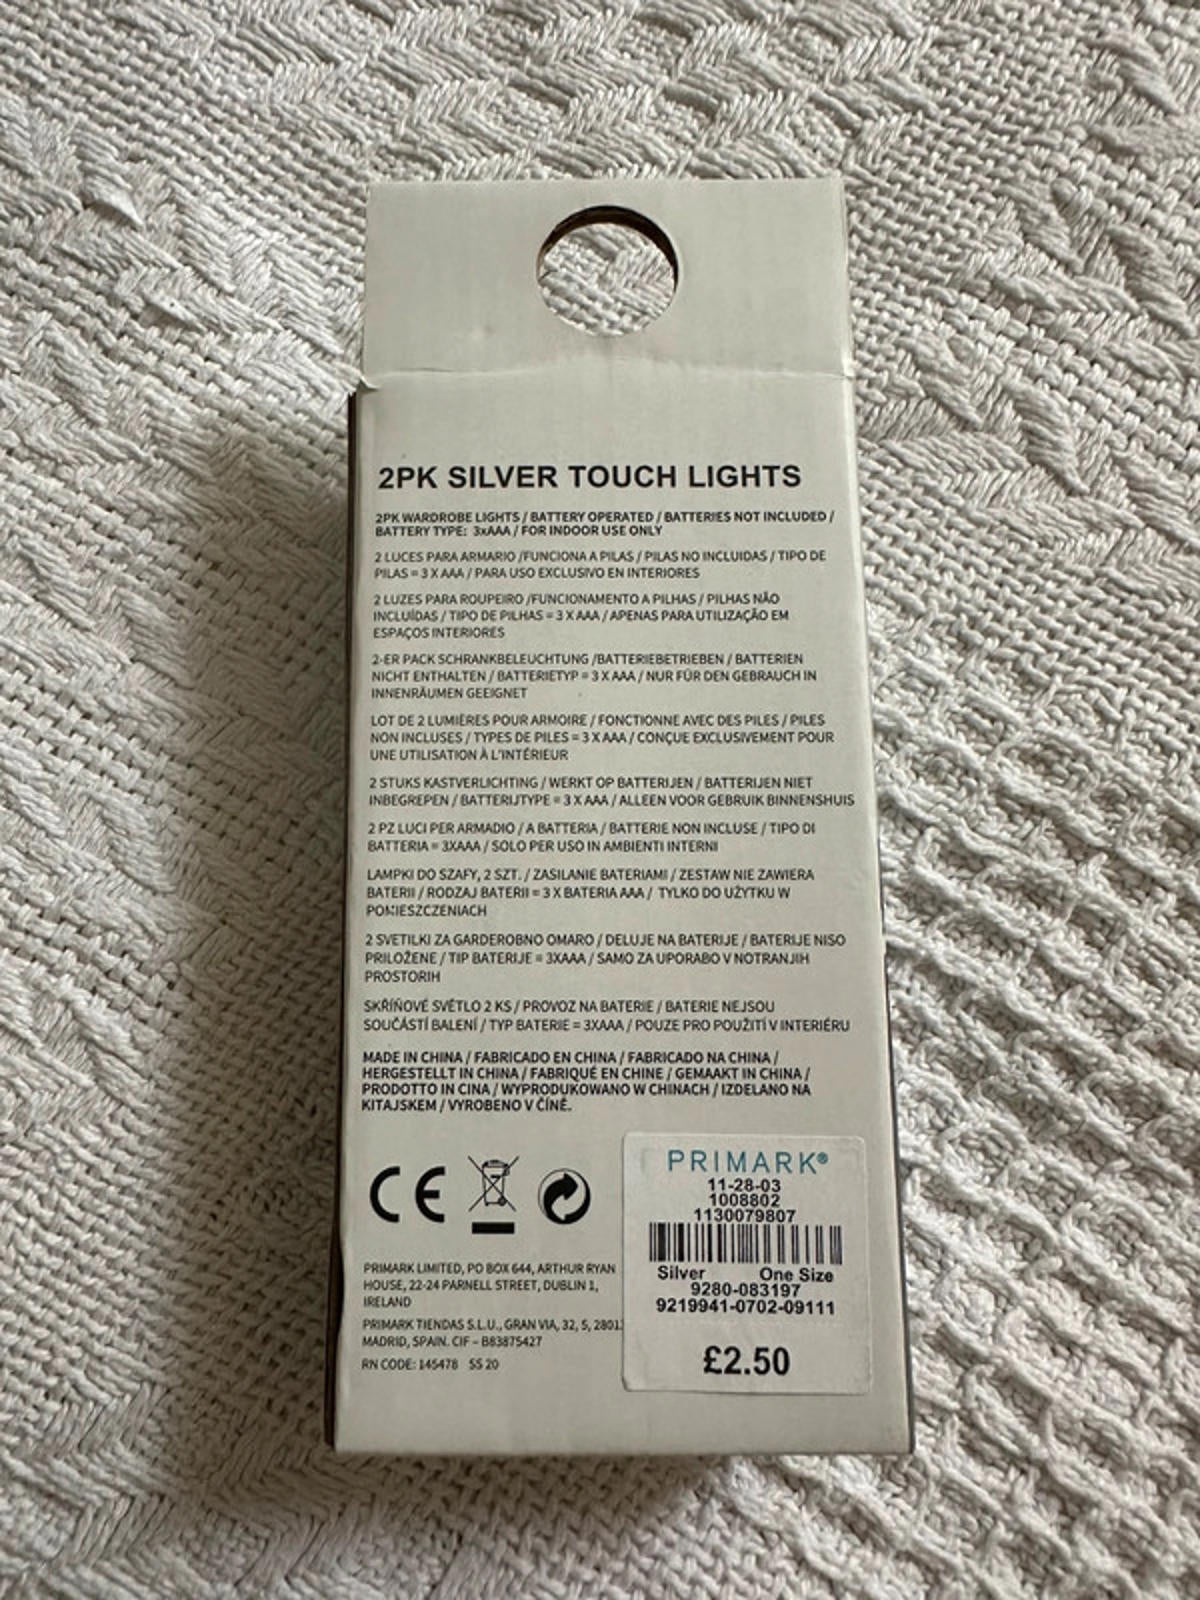 2PK SILVER TOUCH LIGHTS
2PK WARDROBE LIGHTS / BATTERY OPERATED / BATTERIES NOT INCLUDED /
BATTERY TYPE: 3xAAA / FOR INDOOR USE ONLY
2 LUCES PARA ARMARIO /FUNCIONA A PILAS / PILAS NO INCLUIDAS / TIPO DE
PILAS = 3 X AAA / PARA USO EXCLUSIVO EN INTERIORES
2 LUZES PARA ROUPEIRO /FUNCIONAMENTO A PILHAS / PILHAS NÃO
INCLUÍDAS / TIPO DE PILHAS = 3 X AAA / APENAS PARA UTILIZAÇÃO EM
ESPAÇOS INTERIORES
2-ER PACK SCHRANKBELEUCHTUNG /BATTERIEBETRIEBEN / BATTERIEN
NICHT ENTHALTEN / BATTERIETYP = 3 X AAA / NUR FÜR DEN GEBRAUCH IN
INNENRÄUMEN GEEIGNET
LOT DE 2 LUMIÈRES POUR ARMOIRE / FONCTIONNE AVEC DES PILES / PILES
NON INCLUSES / TYPES DE PILES = 3 X AAA / CONÇUE EXCLUSIVEMENT POUR
UNE UTILISATION À L'INTÉRIEUR
2 STUKS KASTVERLICHTING / WERKT OP BATTERIJEN / BATTERIJEN NIET
INBEGREPEN / BATTERIJTYPE = 3 X AAA / ALLEEN VOOR GEBRUIK BINNENSHUIS
2 PZ LUCI PER ARMADIO / A BATTERIA / BATTERIE NON INCLUSE / TIPO DI
BATTERIA = 3XAAA / SOLO PER USO IN AMBIENTI INTERNI
LAMPKI DO SZAFY, 2 SZT. / ZASILANIE BATERIAMI / ZESTAW NIE ZAWIERA
BATERII / RODZAJ BATERII = 3 X BATERIA AAA / TYLKO DO UŻYTKU W
POMIESZCZENIACH
2 SVETILKI ZA GARDEROBNO OMARO / DELUJE NA BATERIJE / BATERIJE NISO
PRILOŽENE / TIP BATERIJE = 3XAAA / SAMO ZA UPORABO V NOTRANJIH
PROSTORIH
SKŘÍŇOVÉ SVĚTLO 2 KS / PROVOZ NA BATERIE / BATERIE NEJSOU
SOUČÁSTÍ BALENÍ / TYP BATERIE = 3XAAA / POUZE PRO POUŽITÍ V INTERIÉRU
MADE IN CHINA / FABRICADO EN CHINA / FABRICADO NA CHINA /
HERGESTELLT IN CHINA / FABRIQUÉ EN CHINE / GEMAAKT IN CHINA /
PRODOTTO IN CINA / WYPRODUKOWANO W CHINACH / IZDELANO NA
KITAJSKEM / VYROBENO V ČÍNĚ.
CE
PRIMARK LIMITED, PO BOX 644, ARTHUR RYAN
HOUSE, 22-24 PARNELL STREET, DUBLIN 1,
IRELAND
PRIMARK TIENDAS S.L.U., GRAN VIA, 32, 5, 2801
MADRID, SPAIN. CIF – B83875427
RN CODE: 145478 SS 20
PRIMARK®
11-28-03
1008802
1130079807
Silver One Size
9280-083197
9219941-0702-09111
£2.50